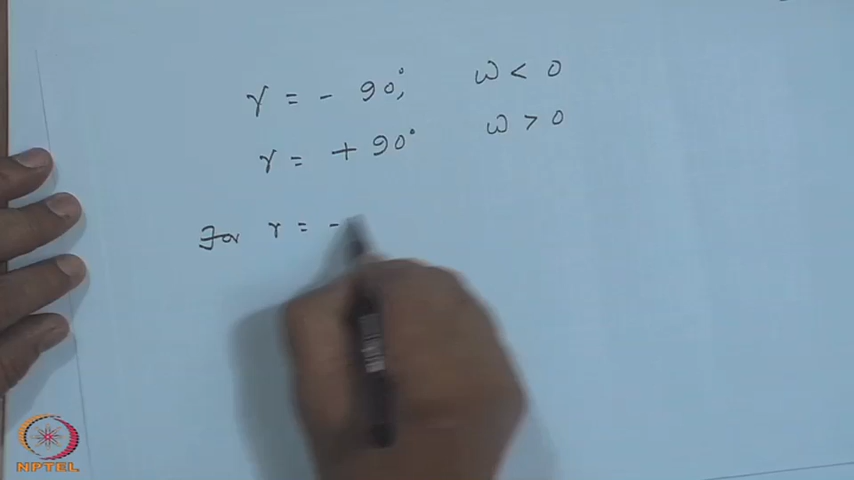 γ = - 90°, ω < 0
γ = + 90° ω > 0
For γ = -
NPTEL